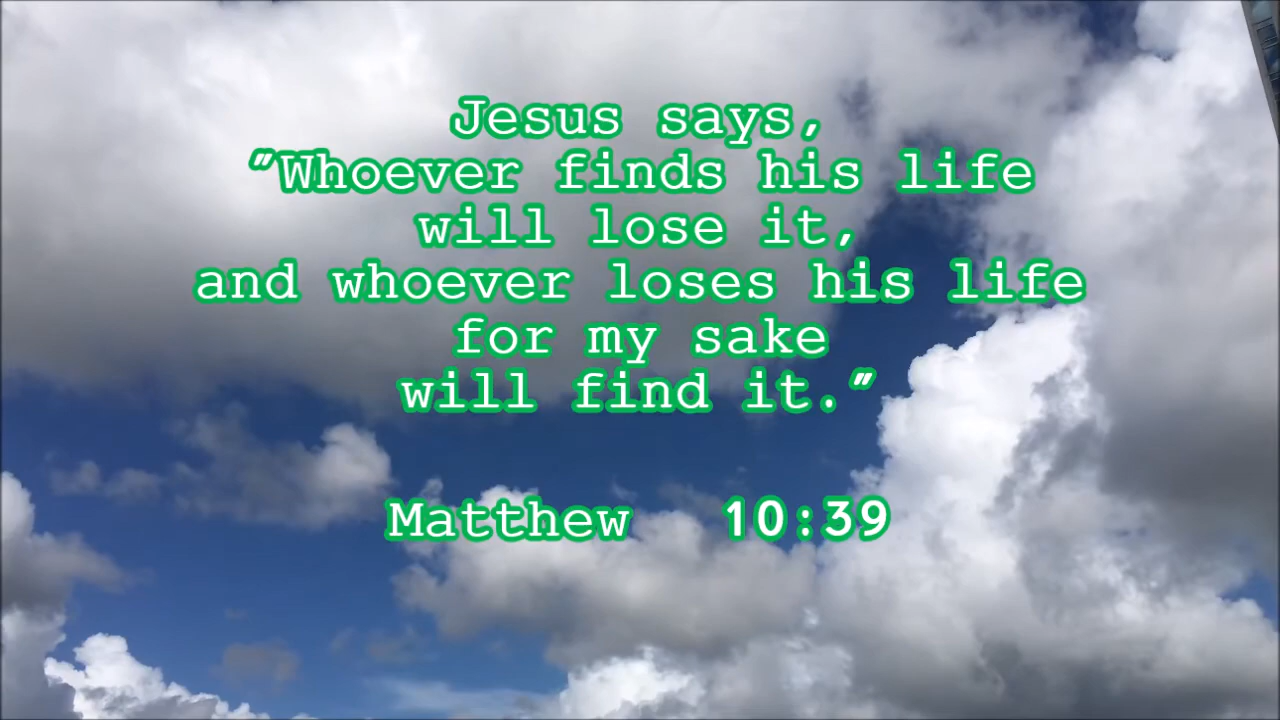 Jesus says,
"Whoever finds his life
will lose it,
and whoever loses his life
for my sake
will find it."
Matthew 10:39